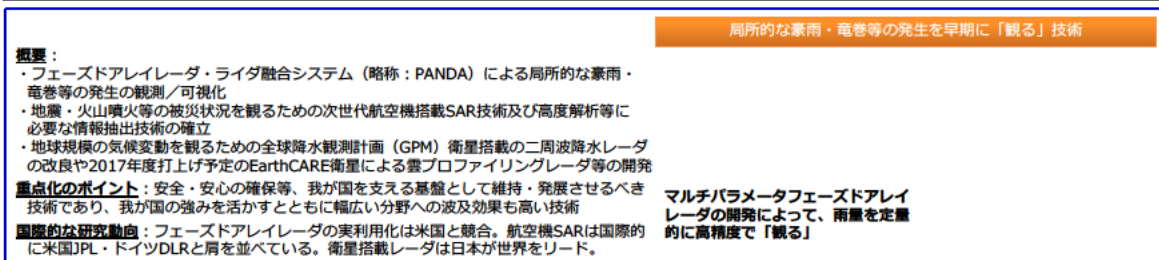 局所的な豪雨・竜巻等の発生を早期に「観る」技術
概要：
・フェーズドアレイレーダ・ライダ融合システム（略称：PANDA）による局所的な豪雨・
竜巻等の発生の観測／可視化
・地震・火山噴火等の被災状況を観るための次世代航空機搭載SAR技術及び高度解析等に
必要な情報抽出技術の確立
・地球規模の気候変動を観るための全球降水観測計画（GPM）衛星搭載の二周波降水レーダ
の改良や2017年度打上げ予定のEarthCARE衛星による雲プロファイリングレーダ等の開発
重点化のポイント：安全・安心の確保等、我が国を支える基盤として維持・発展させるべき
技術であり、我が国の強みを活かすとともに幅広い分野への波及効果も高い技術
国際的な研究動向：フェーズドアレイレーダの実利用化は米国と競合。航空機SARは国際的
に米国JPL・ドイツDLRと肩を並べている。衛星搭載レーダは日本が世界をリード。
マルチパラメータフェーズドアレイ
レーダの開発によって、雨量を定量
的に高精度で「観る」